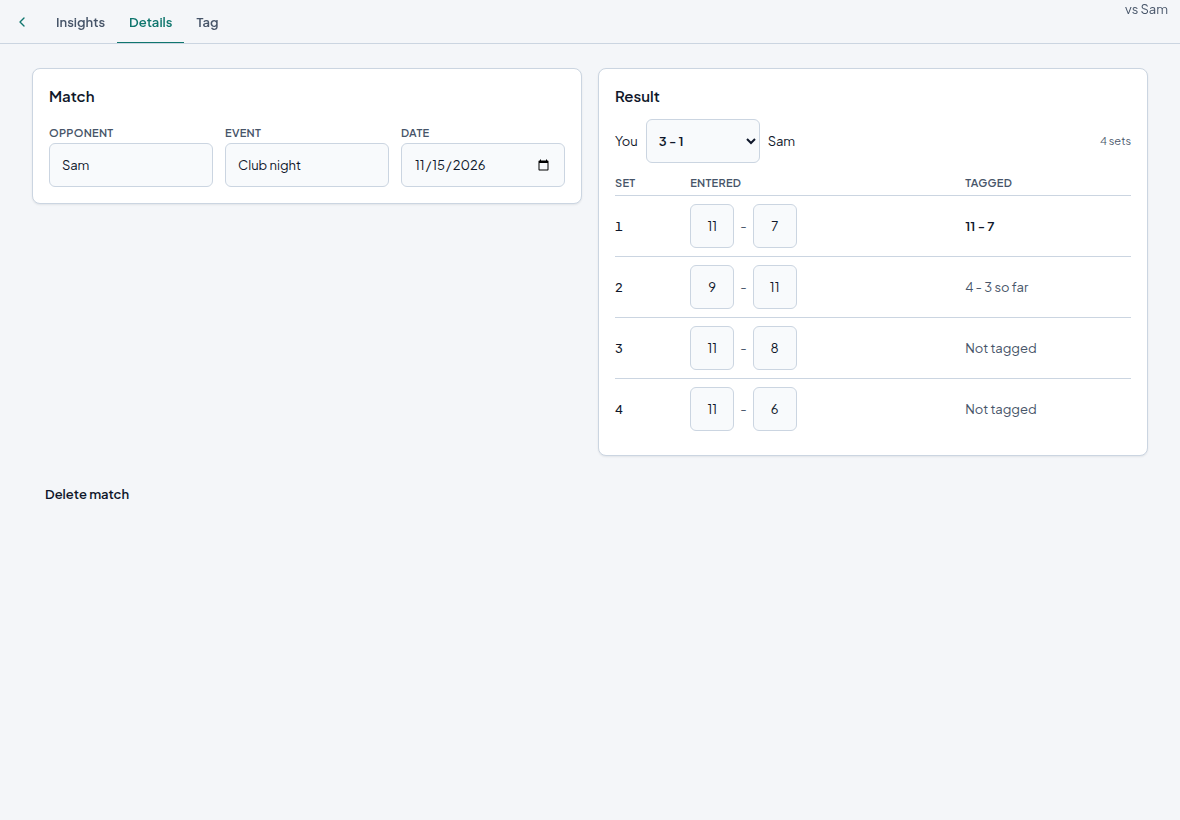 Insights Details Tag
vs Sam
Match
OPPONENT EVENT DATE
Sam Club night 11/15/2026
Result
You 3 - 1 Sam 4 sets
SET ENTERED TAGGED
1 11 - 7 11 - 7
2 9 - 11 4 - 3 so far
3 11 - 8 Not tagged
4 11 - 6 Not tagged
Delete match